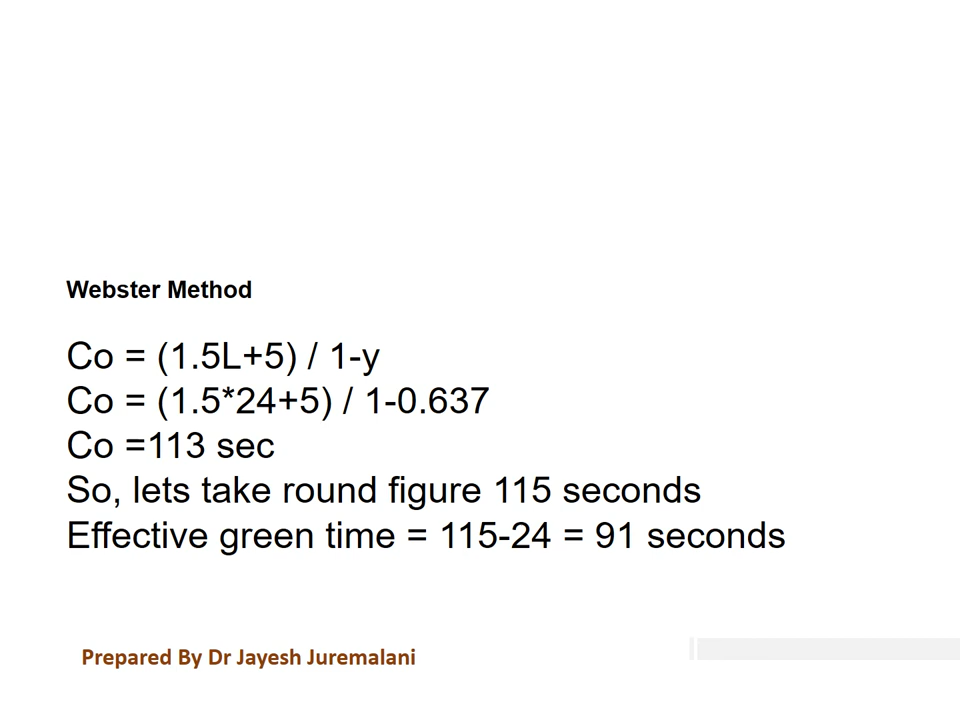 Webster Method
Co = (1.5L+5) / 1-y
Co = (1.5*24+5) / 1-0.637
Co =113 sec
So, lets take round figure 115 seconds
Effective green time = 115-24 = 91 seconds
Prepared By Dr Jayesh Juremalani